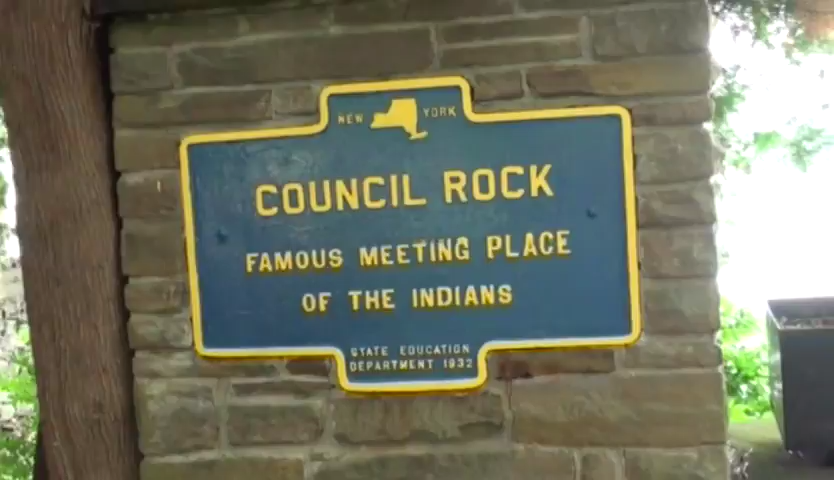 NEW YORK
COUNCIL ROCK
FAMOUS MEETING PLACE
OF THE INDIANS
STATE EDUCATION
DEPARTMENT 1932